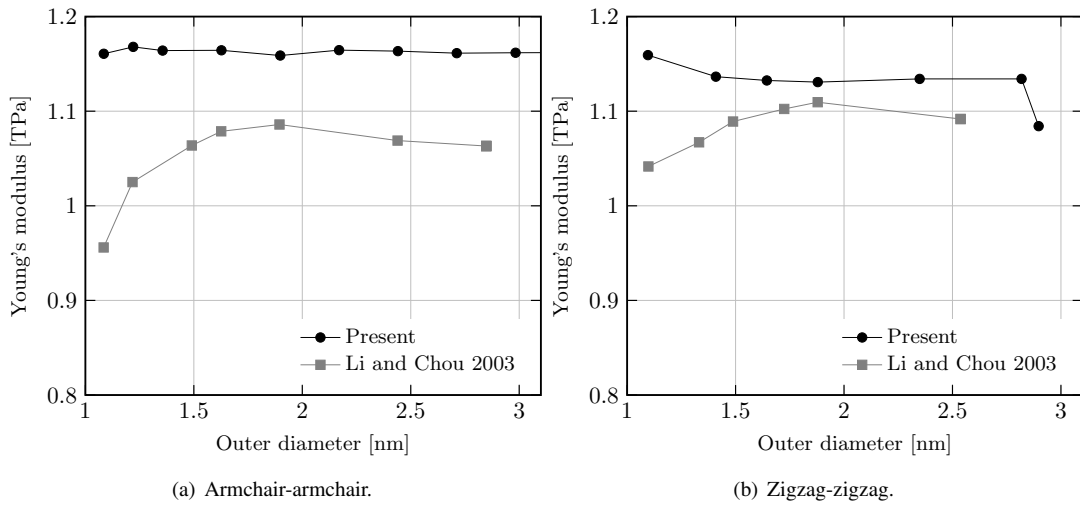 1.2
1.1
1
0.9
0.8
Young's modulus [TPa]
Present
Li and Chou 2003
1 1.5 2 2.5 3
Outer diameter [nm]
(a) Armchair-armchair.
1.2
1.1
1
0.9
0.8
Young's modulus [TPa]
Present
Li and Chou 2003
1 1.5 2 2.5 3
Outer diameter [nm]
(b) Zigzag-zigzag.